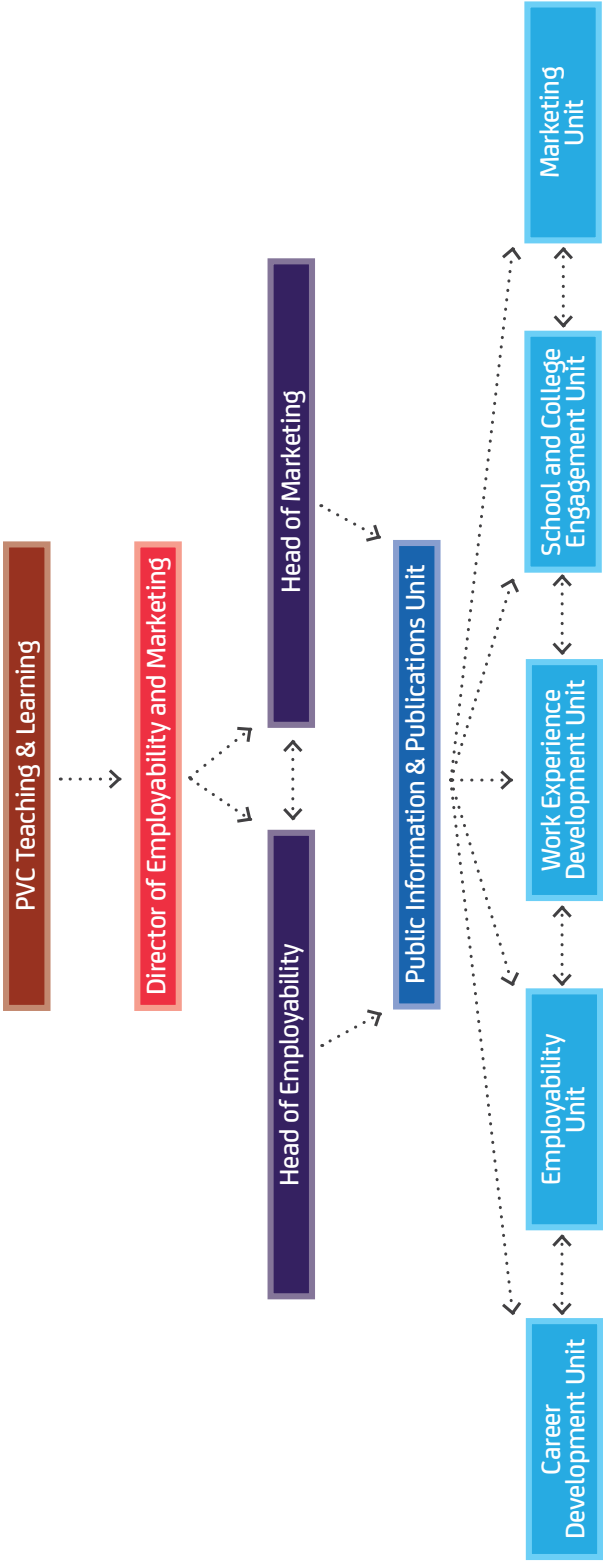 PVC Teaching & Learning
Director of Employability and Marketing
Head of Employability
Head of Marketing
Public Information & Publications Unit
Career
Development Unit
Employability
Unit
Work Experience
Development Unit
School and College
Engagement Unit
Marketing
Unit